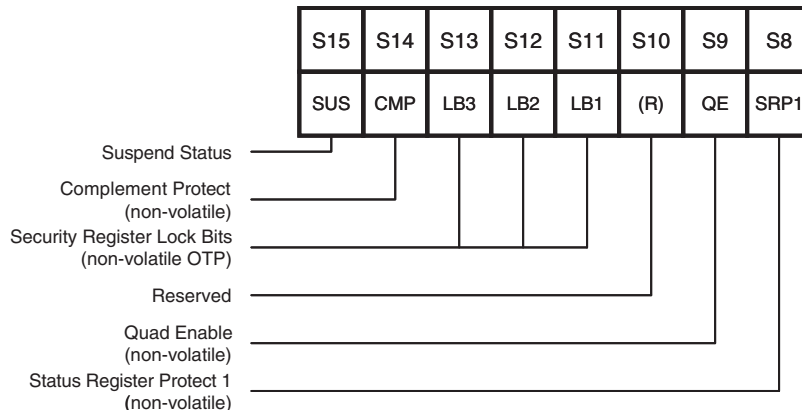 S15 S14 S13 S12 S11 S10 S9 S8
SUS CMP LB3 LB2 LB1 (R) QE SRP1
Suspend Status
Complement Protect
(non-volatile)
Security Register Lock Bits
(non-volatile OTP)
Reserved
Quad Enable
(non-volatile)
Status Register Protect 1
(non-volatile)